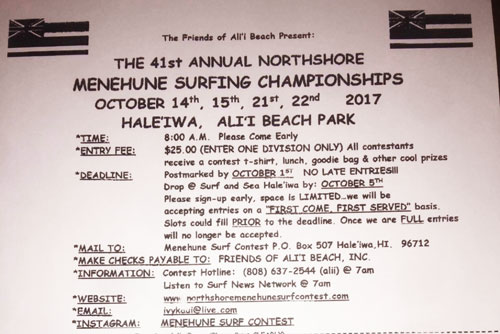 The Friends of Ali'i Beach Present:
THE 41st ANNUAL NORTHSHORE
MENEHUNE SURFING CHAMPIONSHIPS
OCTOBER 14th, 15th, 21st, 22nd 2017
HALE'IWA, ALI'I BEACH PARK
*TIME: 8:00 A.M. Please Come Early
*ENTRY FEE: $25.00 (ENTER ONE DIVISION ONLY) All contestants
receive a contest t-shirt, lunch, goodie bag & other cool prizes
*DEADLINE: Postmarked by OCTOBER 1ST NO LATE ENTRIES!!!
Drop @ Surf and Sea Hale'iwa by: OCTOBER 5TH
Please sign-up early, space is LIMITED...we will be
accepting entries on a "FIRST COME, FIRST SERVED" basis.
Slots could fill PRIOR to the deadline. Once we are FULL entries
will no longer be accepted.
*MAIL TO: Menehune Surf Contest P.O. Box 507 Hale'iwa, HI. 96712
*MAKE CHECKS PAYABLE TO: FRIENDS OF ALI'I BEACH, INC.
*INFORMATION: Contest Hotline: (808) 637-2544 (alii) @ 7am
Listen to Surf News Network @ 7am
*WEBSITE: www.northshoremenehunesurfcontest.com
*EMAIL: ivykaui@live.com
*INSTAGRAM: MENEHUNE SURF CONTEST